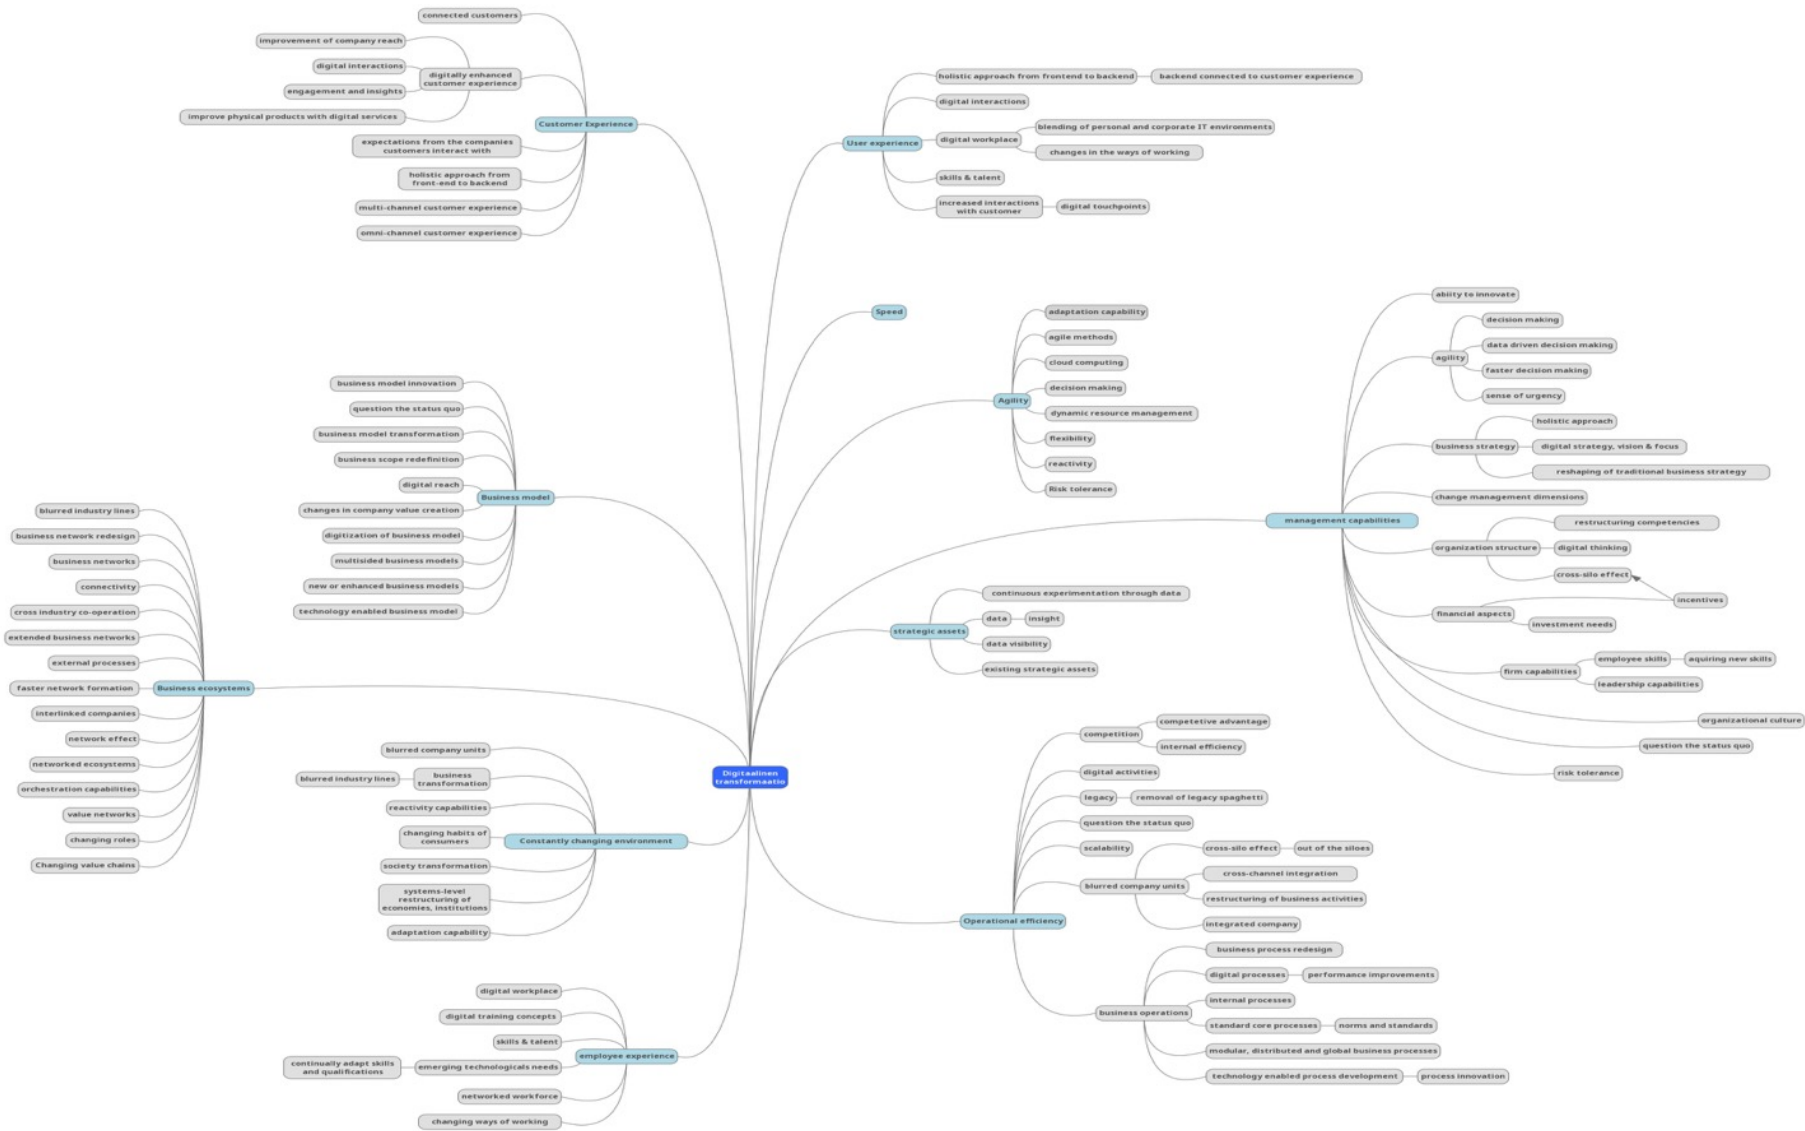 Digitaalinen
transformaatio
Customer Experience
connected customers
digitally enhanced
customer experience
improvement of company reach
digital interactions
engagement and insights
improve physical products with digital services
expectations from the companies
customers interact with
holistic approach from
front-end to backend
multi-channel customer experience
omni-channel customer experience
Business model
business model innovation
question the status quo
business model transformation
business scope redefinition
digital reach
changes in company value creation
digitization of business model
multisided business models
new or enhanced business models
technology enabled business model
Business ecosystems
blurred industry lines
business network redesign
business networks
connectivity
cross industry co-operation
extended business networks
external processes
faster network formation
interlinked companies
network effect
networked ecosystems
orchestration capabilities
value networks
changing roles
Changing value chains
Constantly changing environment
blurred company units
business
transformation
blurred industry lines
reactivity capabilities
changing habits of
consumers
society transformation
systems-level
restructuring of
economies, institutions
adaptation capability
employee experience
digital workplace
digital training concepts
skills & talent
emerging technologicals needs
continually adapt skills
and qualifications
networked workforce
changing ways of working
User experience
holistic approach from frontend to backend
backend connected to customer experience
digital interactions
digital workplace
blending of personal and corporate IT environments
changes in the ways of working
skills & talent
increased interactions
with customer
digital touchpoints
Speed
Agility
adaptation capability
agile methods
cloud computing
decision making
dynamic resource management
flexibility
reactivity
Risk tolerance
management capabilities
abiity to innovate
agility
decision making
data driven decision making
faster decision making
sense of urgency
business strategy
holistic approach
digital strategy, vision & focus
reshaping of traditional business strategy
change management dimensions
organization structure
restructuring competencies
digital thinking
cross-silo effect
financial aspects
incentives
investment needs
firm capabilities
employee skills
aquiring new skills
leadership capabilities
organizational culture
question the status quo
risk tolerance
strategic assets
continuous experimentation through data
data
insight
data visibility
existing strategic assets
Operational efficiency
competition
competetive advantage
internal efficiency
digital activities
legacy
removal of legacy spaghetti
question the status quo
scalability
blurred company units
cross-silo effect
out of the siloes
cross-channel integration
restructuring of business activities
integrated company
business operations
business process redesign
digital processes
performance improvements
internal processes
standard core processes
norms and standards
modular, distributed and global business processes
technology enabled process development
process innovation